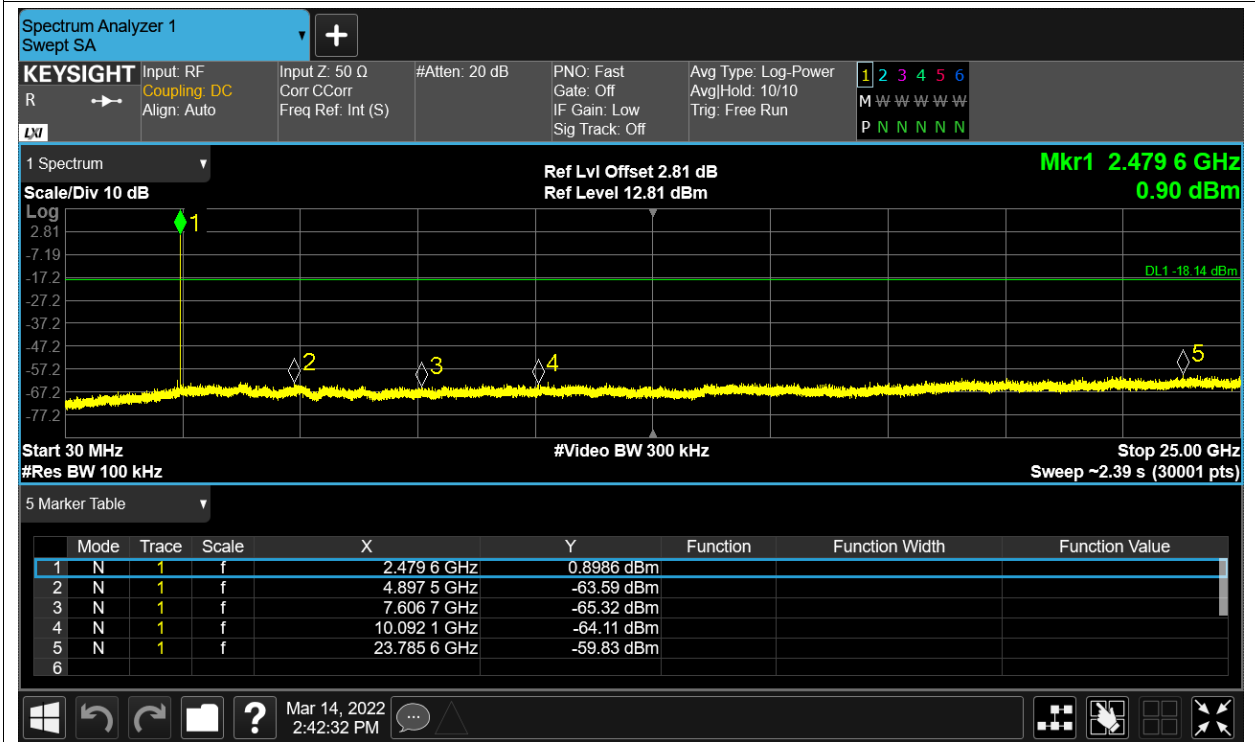 Spectrum Analyzer 1
Swept SA
KEYSIGHT
R
LXI
Input: RF
Coupling: DC
Align: Auto
Input Z: 50 Ω
Corr CCorr
Freq Ref: Int (S)
#Atten: 20 dB
PNO: Fast
Gate: Off
IF Gain: Low
Sig Track: Off
Avg Type: Log-Power
Avg|Hold: 10/10
Trig: Free Run
1 2 3 4 5 6
M W W W W W W
P N N N N N N
1 Spectrum
Scale/Div 10 dB
Ref Lvl Offset 2.81 dB
Ref Level 12.81 dBm
Mkr1 2.479 6 GHz
0.90 dBm
Log
2.81
-7.19
-17.2
-27.2
-37.2
-47.2
-57.2
-67.2
-77.2
1
2
3
4
5
DL1 -18.14 dBm
Start 30 MHz
#Video BW 300 kHz
Stop 25.00 GHz
#Res BW 100 kHz
Sweep ~2.39 s (30001 pts)
5 Marker Table
Mode Trace Scale X Y Function Function Width Function Value
1 N 1 f 2.479 6 GHz 0.8986 dBm
2 N 1 f 4.897 5 GHz -63.59 dBm
3 N 1 f 7.606 7 GHz -65.32 dBm
4 N 1 f 10.092 1 GHz -64.11 dBm
5 N 1 f 23.785 6 GHz -59.83 dBm
6
?
Mar 14, 2022
2:42:32 PM